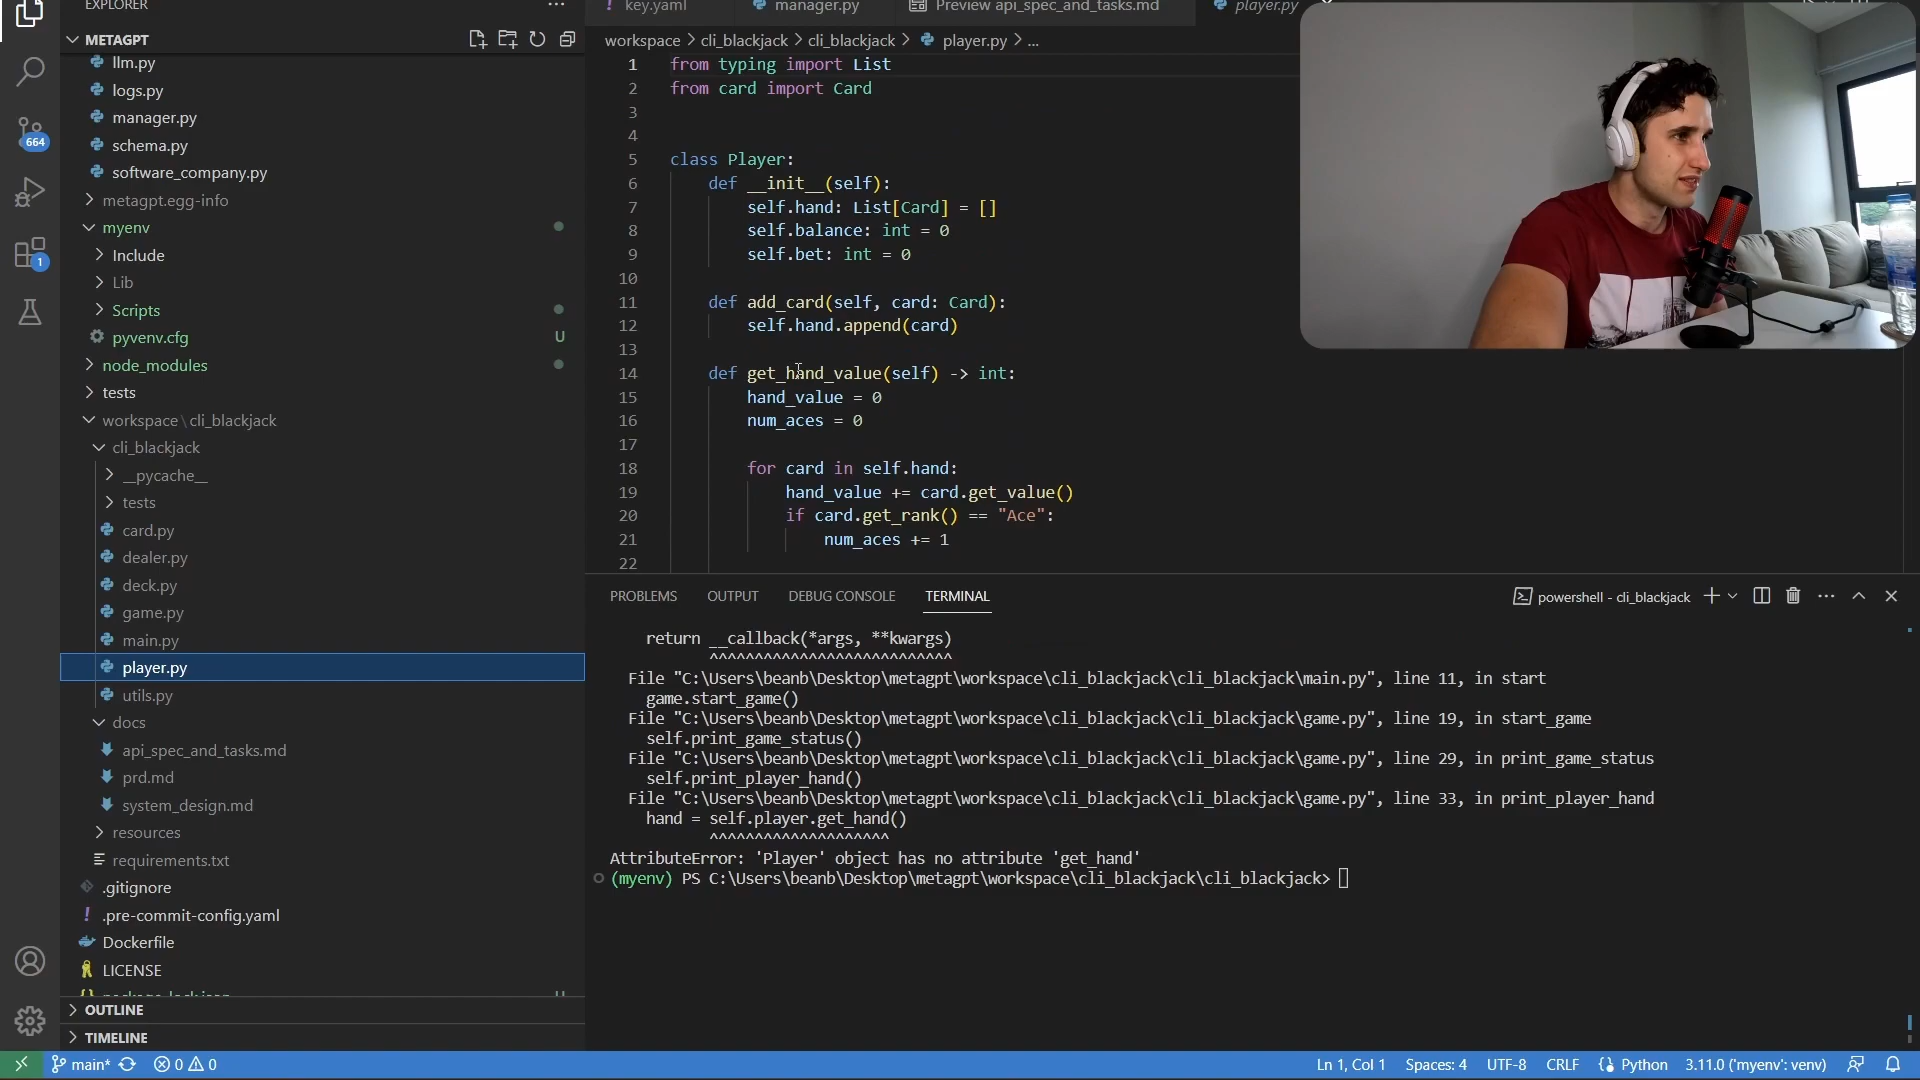 EXPLORER
METAGPT
llm.py
logs.py
manager.py
schema.py
software_company.py
metagpt.egg-info
myenv
Include
Lib
Scripts
pyvenv.cfg U
node_modules
tests
workspace\cli_blackjack
cli_blackjack
__pycache__
tests
card.py
dealer.py
deck.py
game.py
main.py
player.py
utils.py
docs
api_spec_and_tasks.md
prd.md
system_design.md
resources
requirements.txt
.gitignore
.pre-commit-config.yaml
Dockerfile
LICENSE
package-lock.json U
OUTLINE
TIMELINE
664
1
key.yaml manager.py Preview api_spec_and_tasks.md player.py
workspace > cli_blackjack > cli_blackjack > player.py > ...
1 from typing import List
2 from card import Card
3
4
5 class Player:
6 def __init__(self):
7 self.hand: List[Card] = []
8 self.balance: int = 0
9 self.bet: int = 0
10
11 def add_card(self, card: Card):
12 self.hand.append(card)
13
14 def get_hand_value(self) -> int:
15 hand_value = 0
16 num_aces = 0
17
18 for card in self.hand:
19 hand_value += card.get_value()
20 if card.get_rank() == "Ace":
21 num_aces += 1
22
PROBLEMS OUTPUT DEBUG CONSOLE TERMINAL powershell - cli_blackjack
return __callback(*args, **kwargs)
^^^^^^^^^^^^^^^^^^^^^^^^^^^
File "C:\Users\beanb\Desktop\metagpt\workspace\cli_blackjack\cli_blackjack\main.py", line 11, in start
game.start_game()
File "C:\Users\beanb\Desktop\metagpt\workspace\cli_blackjack\cli_blackjack\game.py", line 19, in start_game
self.print_game_status()
File "C:\Users\beanb\Desktop\metagpt\workspace\cli_blackjack\cli_blackjack\game.py", line 29, in print_game_status
self.print_player_hand()
File "C:\Users\beanb\Desktop\metagpt\workspace\cli_blackjack\cli_blackjack\game.py", line 33, in print_player_hand
hand = self.player.get_hand()
^^^^^^^^^^^^^^^^^^^^
AttributeError: 'Player' object has no attribute 'get_hand'
(myenv) PS C:\Users\beanb\Desktop\metagpt\workspace\cli_blackjack\cli_blackjack>
main* 0 0 Ln 1, Col 1 Spaces: 4 UTF-8 CRLF Python 3.11.0 ('myenv': venv)